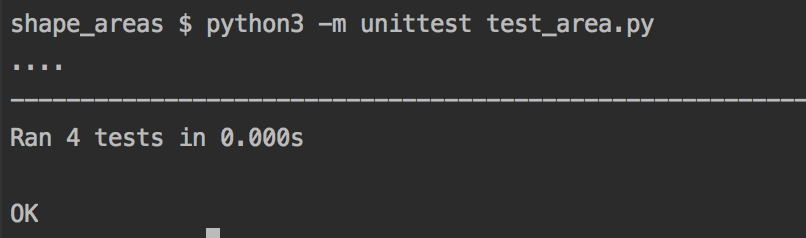 shape_areas $ python3 -m unittest test_area.py
....
----------------------------------------------------------------------
Ran 4 tests in 0.000s
OK